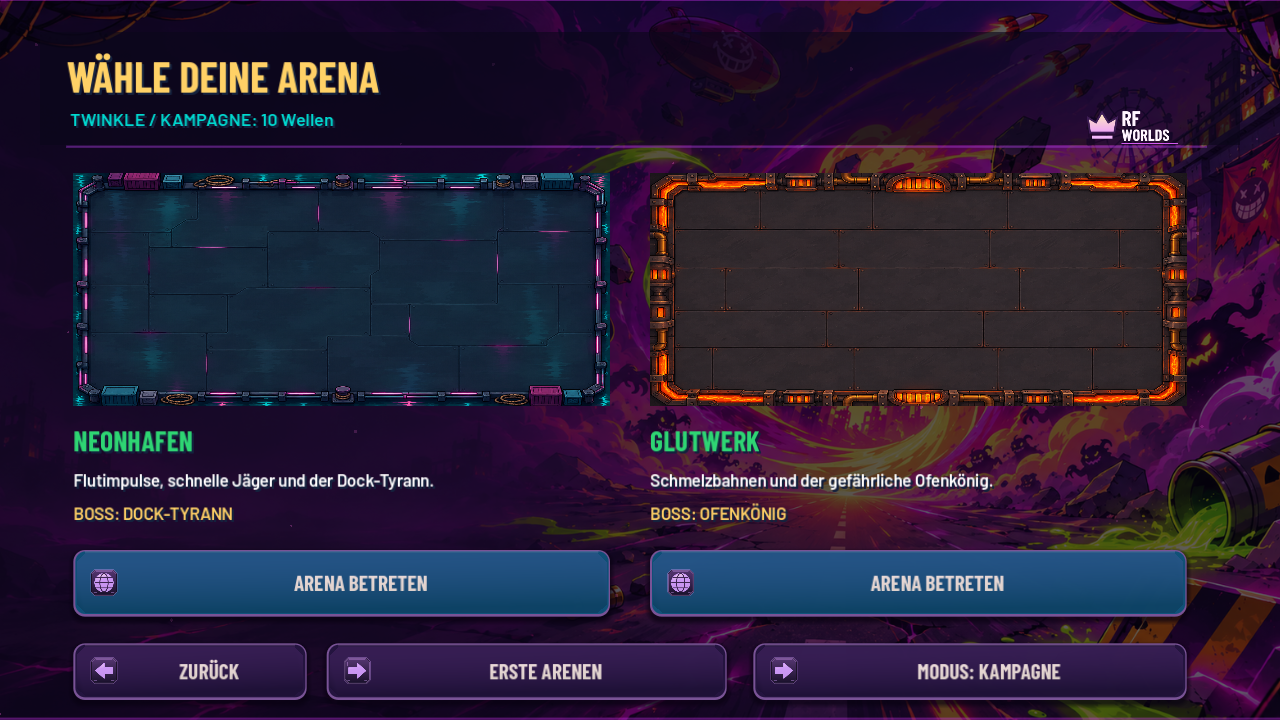 WÄHLE DEINE ARENA
TWINKLE / KAMPAGNE: 10 Wellen
RF
WORLDS
NEONHAFEN
Flutimpulse, schnelle Jäger und der Dock-Tyrann.
BOSS: DOCK-TYRANN
ARENA BETRETEN
GLUTWERK
Schmelzbahnen und der gefährliche Ofenkönig.
BOSS: OFENKÖNIG
ARENA BETRETEN
ZURÜCK
ERSTE ARENEN
MODUS: KAMPAGNE